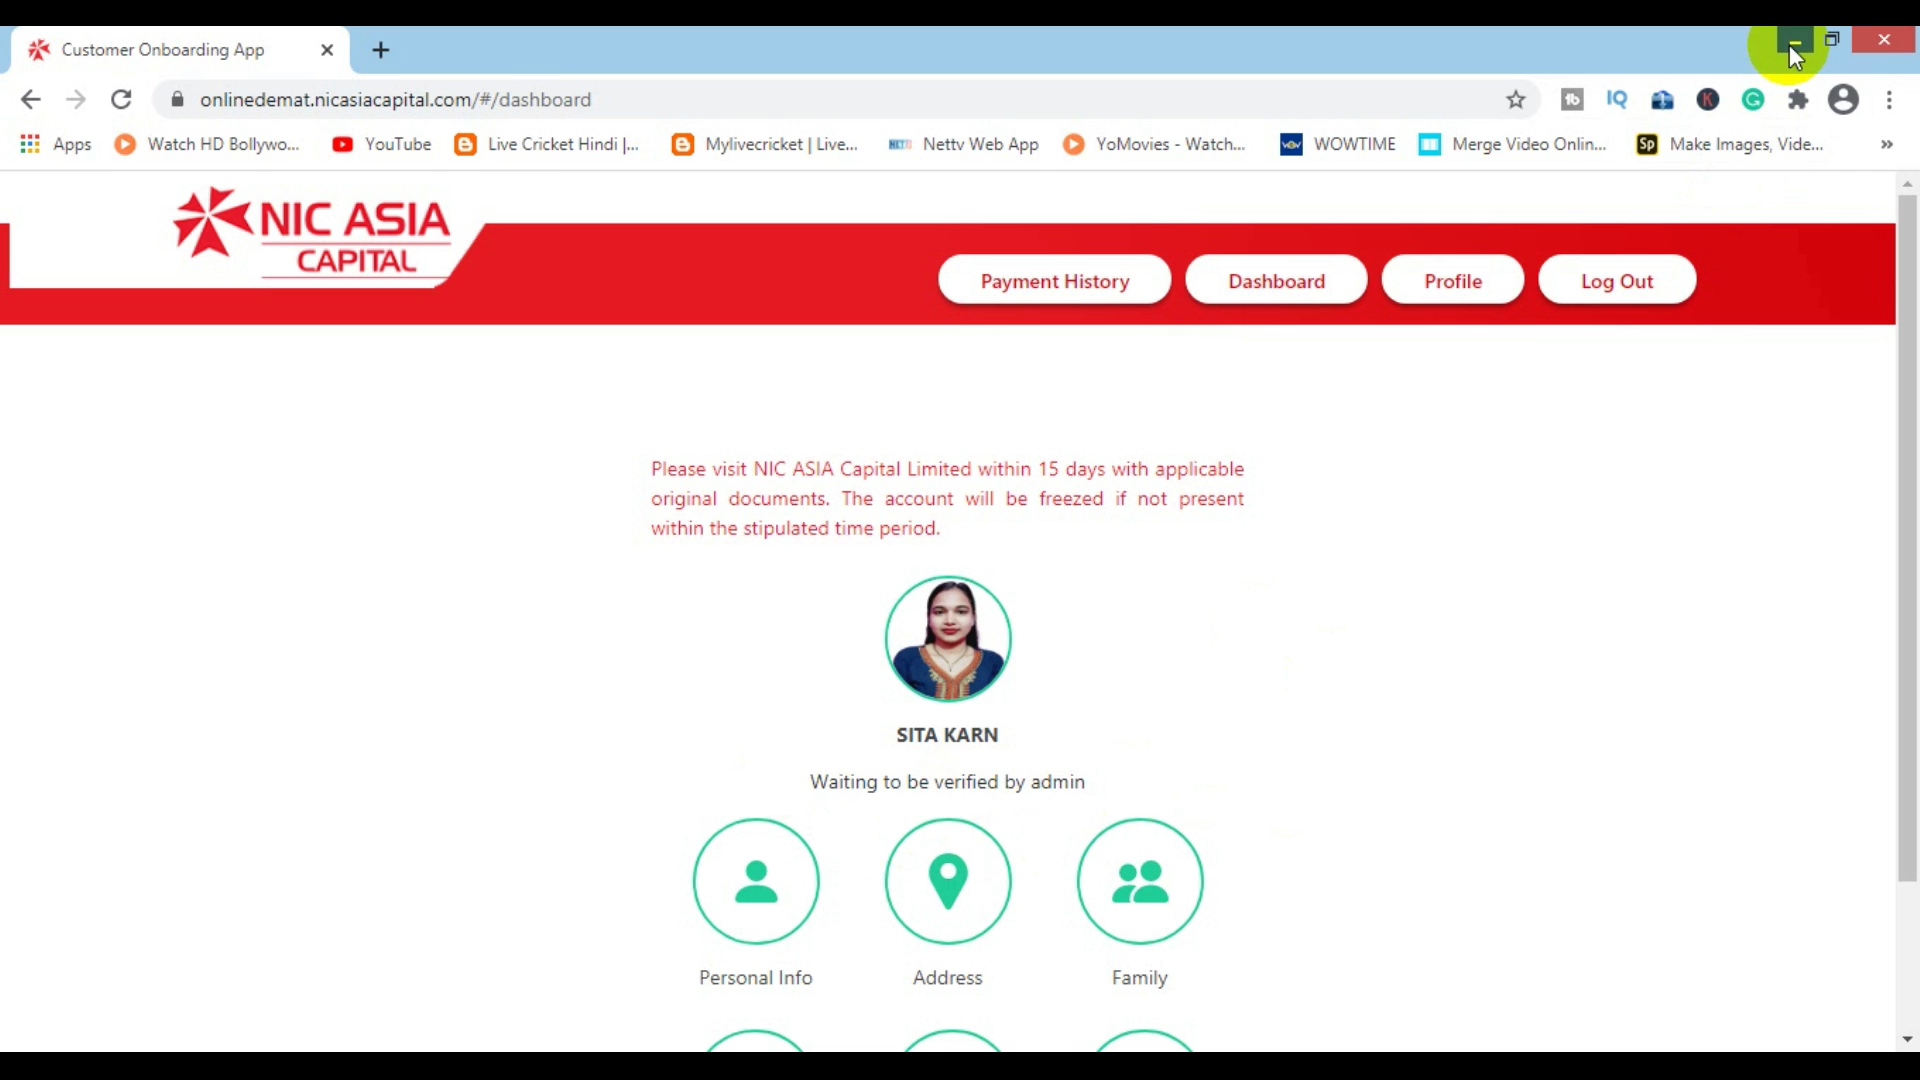 Customer Onboarding App
onlinedemat.nicasiacapital.com/#/dashboard
Apps
Watch HD Bollywo...
YouTube
Live Cricket Hindi |...
Mylivecricket | Live...
Nettv Web App
YoMovies - Watch...
WOWTIME
Merge Video Onlin...
Sp
Make Images, Vide...
NIC ASIA
CAPITAL
Payment History
Dashboard
Profile
Log Out
Please visit NIC ASIA Capital Limited within 15 days with applicable
original documents. The account will be freezed if not present
within the stipulated time period.
SITA KARN
Waiting to be verified by admin
Personal Info
Address
Family